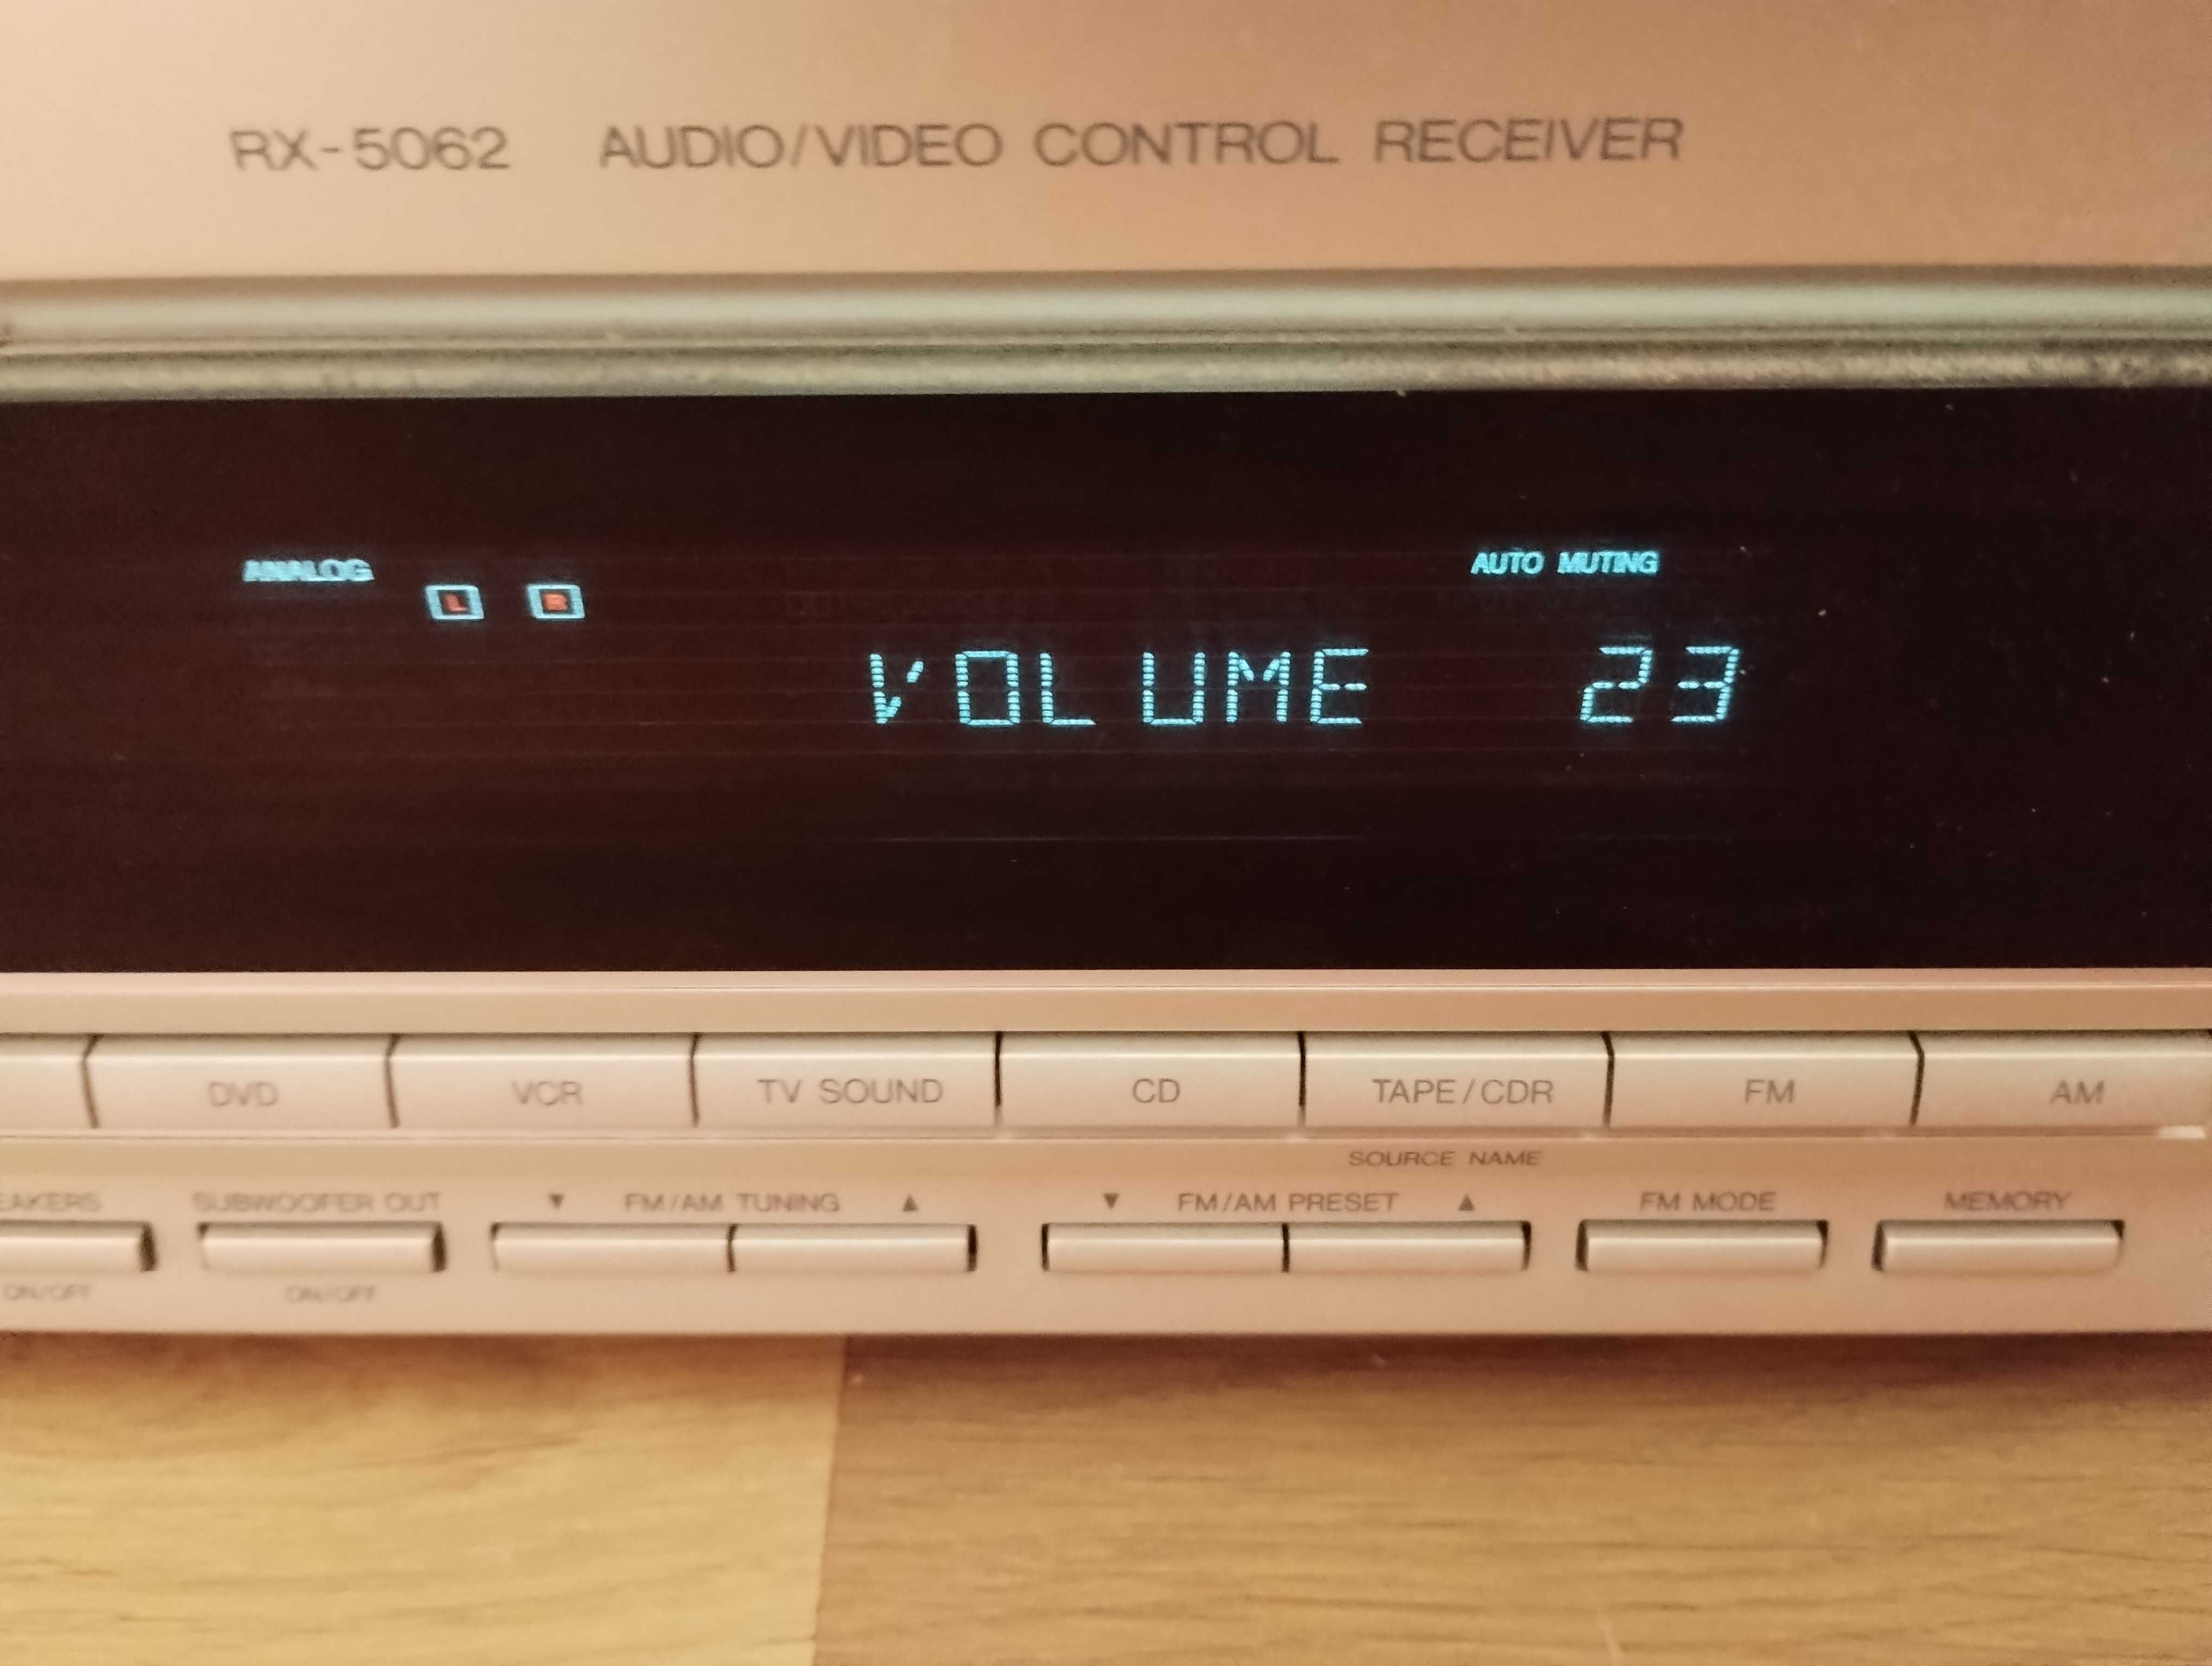 RX-5062 AUDIO/VIDEO CONTROL RECEIVER
ANALOG AUTO MUTING
L R
VOLUME 23
DVD VCR TV SOUND CD TAPE/CDR FM AM
SOURCE NAME
EAKERS SUBWOOFER OUT ▼ FM/AM TUNING ▲ ▼ FM/AM PRESET ▲ FM MODE MEMORY
ON/OFF ON/OFF